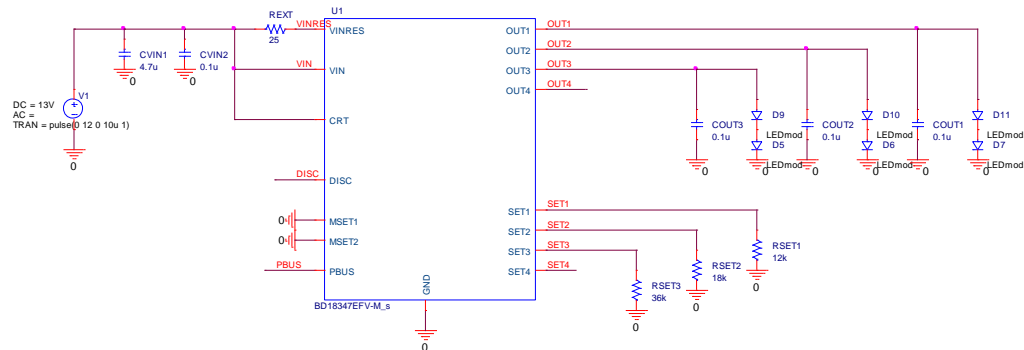 U1
REXT
25
VINRES
VINRES
OUT1
OUT1
CVIN1
4.7u
0
CVIN2
0.1u
0
OUT2
OUT2
VIN
VIN
OUT3
OUT3
OUT4
OUT4
V1
DC = 13V
AC =
TRAN = pulse(0 12 0 10u 1)
0
CRT
COUT3
0.1u
0
D9
LEDmod
D5
LEDmod
0
COUT2
0.1u
0
D10
LEDmod
D6
LEDmod
0
COUT1
0.1u
0
D11
LEDmod
D7
LEDmod
0
DISC
DISC
0
MSET1
0
MSET2
PBUS
PBUS
SET1
SET1
SET2
SET2
SET3
SET3
SET4
SET4
RSET1
12k
0
RSET2
18k
0
RSET3
36k
0
GND
BD18347EFV-M_s
0